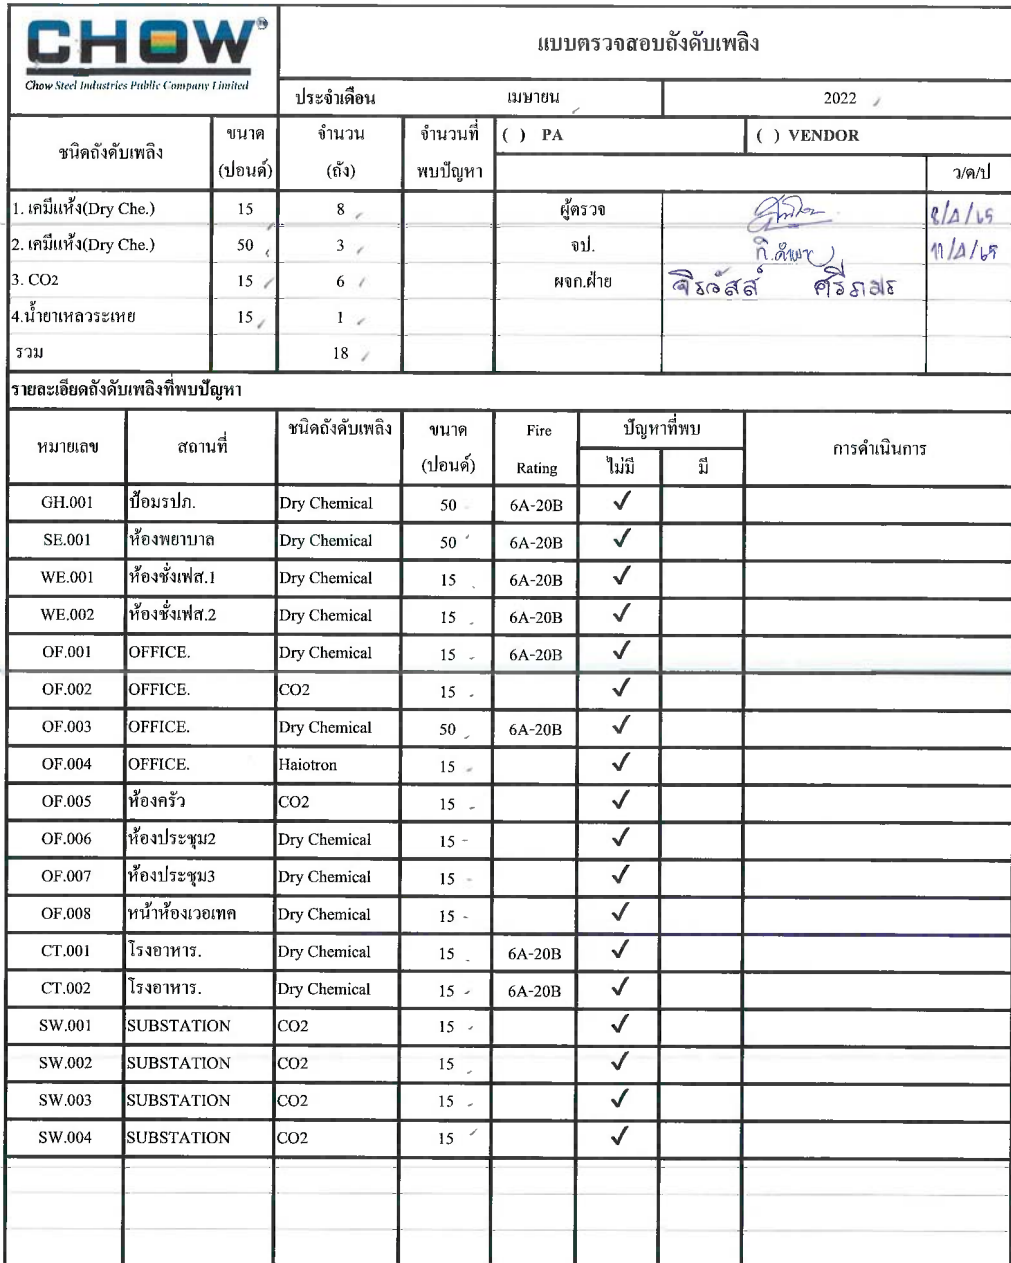 CHOW
Chow Steel Industries Public Company Limited
แบบตรวจสอบถังดับเพลิง
ประจำเดือน เมษายน 2022
ชนิดถังดับเพลิง ขนาด (ปอนด์) จำนวน (ถัง) จำนวนที่พบปัญหา ( ) PA ( ) VENDOR
ว/ด/ป
1. เคมีแห้ง(Dry Che.) 15 8 ผู้ตรวจ 8/4/65
2. เคมีแห้ง(Dry Che.) 50 3 จป. 11/4/65
3. CO2 15 6 ผจก.ฝ่าย จิรวัสส์
4.น้ำยาเหลวระเหย 15 1
รวม 18
รายละเอียดถังดับเพลิงที่พบปัญหา
หมายเลข สถานที่ ชนิดถังดับเพลิง ขนาด (ปอนด์) Fire Rating ปัญหาที่พบ การดำเนินการ
ไม่มี มี
GH.001 ป้อมรปภ. Dry Chemical 50 6A-20B ✓
SE.001 ห้องพยาบาล Dry Chemical 50 6A-20B ✓
WE.001 ห้องชั่งเฟส.1 Dry Chemical 15 6A-20B ✓
WE.002 ห้องชั่งเฟส.2 Dry Chemical 15 6A-20B ✓
OF.001 OFFICE. Dry Chemical 15 6A-20B ✓
OF.002 OFFICE. CO2 15 ✓
OF.003 OFFICE. Dry Chemical 50 6A-20B ✓
OF.004 OFFICE. Haiotron 15 ✓
OF.005 ห้องครัว CO2 15 ✓
OF.006 ห้องประชุม2 Dry Chemical 15 ✓
OF.007 ห้องประชุม3 Dry Chemical 15 ✓
OF.008 หน้าห้องเวอเทค Dry Chemical 15 ✓
CT.001 โรงอาหาร. Dry Chemical 15 6A-20B ✓
CT.002 โรงอาหาร. Dry Chemical 15 6A-20B ✓
SW.001 SUBSTATION CO2 15 ✓
SW.002 SUBSTATION CO2 15 ✓
SW.003 SUBSTATION CO2 15 ✓
SW.004 SUBSTATION CO2 15 ✓